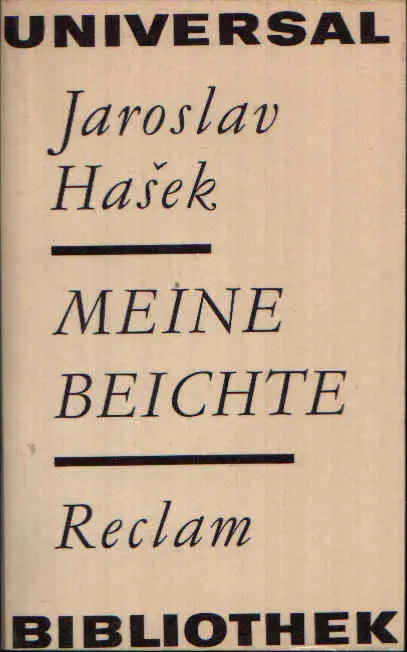 UNIVERSAL
Jaroslav
Hašek
MEINE
BEICHTE
Reclam
BIBLIOTHEK